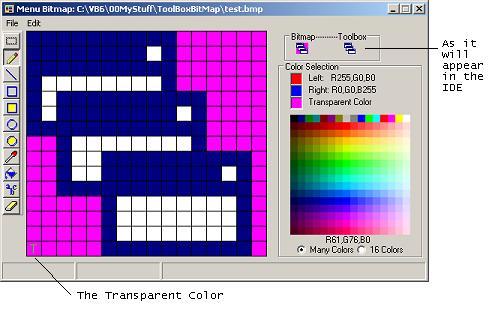 Menu Bitmap: C:\VB6\00MyStuff\ToolBoxBitMap\test.bmp
File Edit
Bitmap----------Toolbox
As it
will
appear
in the
IDE
Color Selection
Left: R255,G0,B0
Right: R0,G0,B255
Transparent Color
R61,G76,B0
Many Colors 16 Colors
T
The Transparent Color